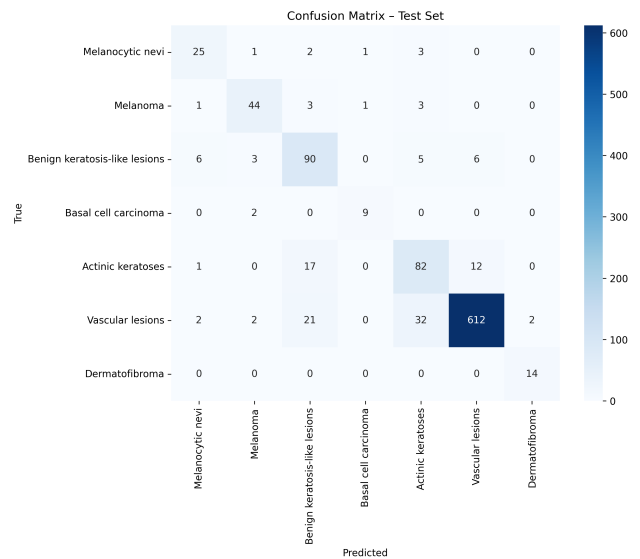 Confusion Matrix – Test Set
True
Melanocytic nevi 25 1 2 1 3 0 0
Melanoma 1 44 3 1 3 0 0
Benign keratosis-like lesions 6 3 90 0 5 6 0
Basal cell carcinoma 0 2 0 9 0 0 0
Actinic keratoses 1 0 17 0 82 12 0
Vascular lesions 2 2 21 0 32 612 2
Dermatofibroma 0 0 0 0 0 0 14
Melanocytic nevi
Melanoma
Benign keratosis-like lesions
Basal cell carcinoma
Actinic keratoses
Vascular lesions
Dermatofibroma
Predicted
600
500
400
300
200
100
0